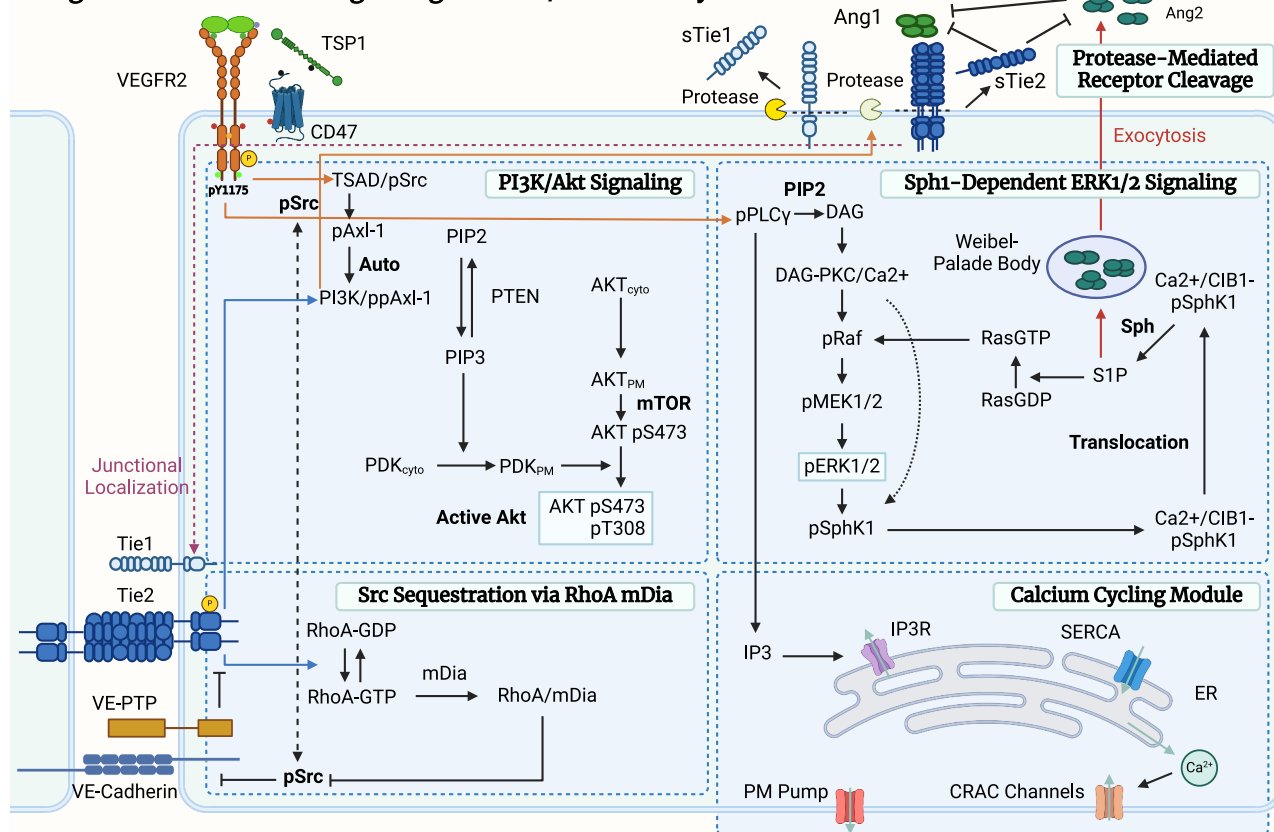 TSP1
VEGFR2
CD47
P
pY1175
sTie1
Ang1
Ang2
Protease
Protease
sTie2
Protease-Mediated
Receptor Cleavage
Exocytosis
PI3K/Akt Signaling
TSAD/pSrc
pSrc
pAxl-1
Auto
PI3K/ppAxl-1
PIP2
PTEN
PIP3
AKTcyto
AKTPM
mTOR
AKT pS473
PDKcyto
PDKPM
Active Akt
AKT pS473
pT308
Sph1-Dependent ERK1/2 Signaling
PIP2
pPLCγ
DAG
DAG-PKC/Ca2+
pRaf
pMEK1/2
pERK1/2
pSphK1
Weibel-
Palade Body
Ca2+/CIB1-
pSphK1
Sph
RasGTP
S1P
RasGDP
Translocation
Ca2+/CIB1-
pSphK1
Junctional
Localization
Tie1
Tie2
P
VE-PTP
VE-Cadherin
Src Sequestration via RhoA mDia
RhoA-GDP
RhoA-GTP
mDia
RhoA/mDia
pSrc
Calcium Cycling Module
IP3
IP3R
SERCA
ER
Ca2+
PM Pump
CRAC Channels